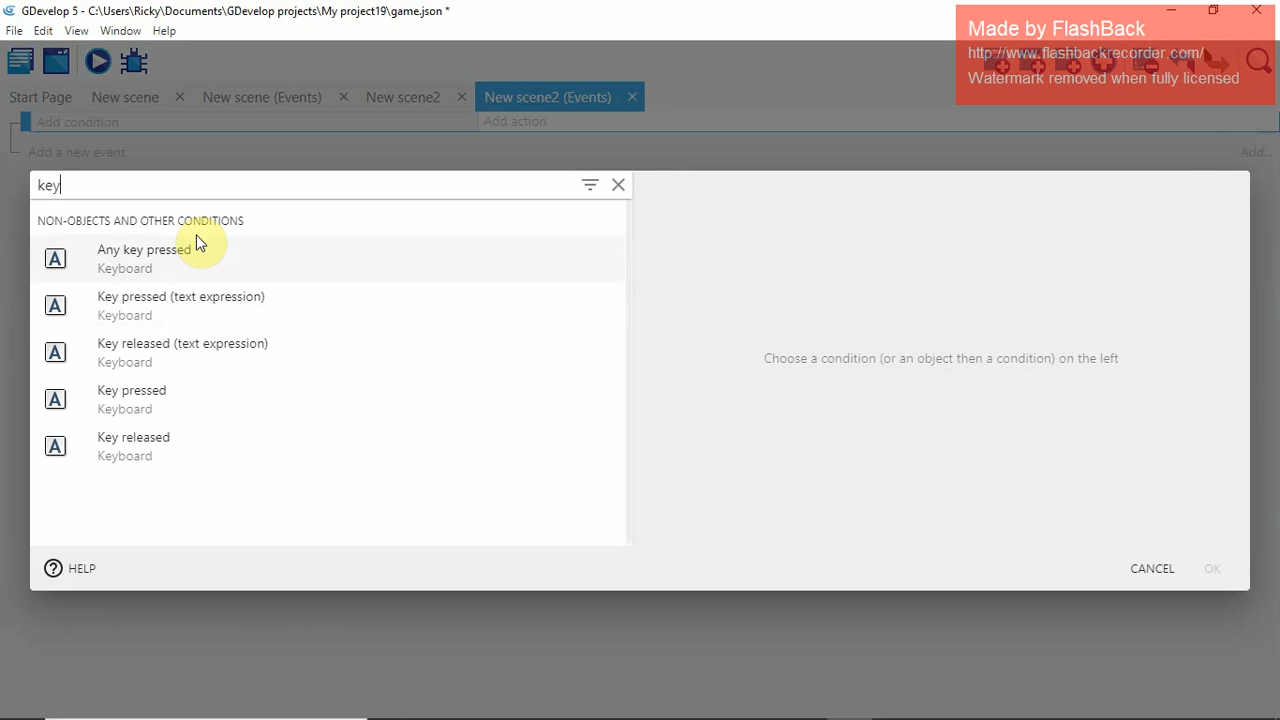 GDevelop 5 - C:\Users\Ricky\Documents\GDevelop projects\My project19\game.json *
File Edit View Window Help
Made by FlashBack
http://www.flashbackrecorder.com/
Watermark removed when fully licensed
Start Page New scene New scene (Events) New scene2 New scene2 (Events)
Add condition Add action
Add a new event Add...
key
NON-OBJECTS AND OTHER CONDITIONS
Any key pressed
Keyboard
Key pressed (text expression)
Keyboard
Key released (text expression)
Keyboard
Key pressed
Keyboard
Key released
Keyboard
Choose a condition (or an object then a condition) on the left
HELP CANCEL OK